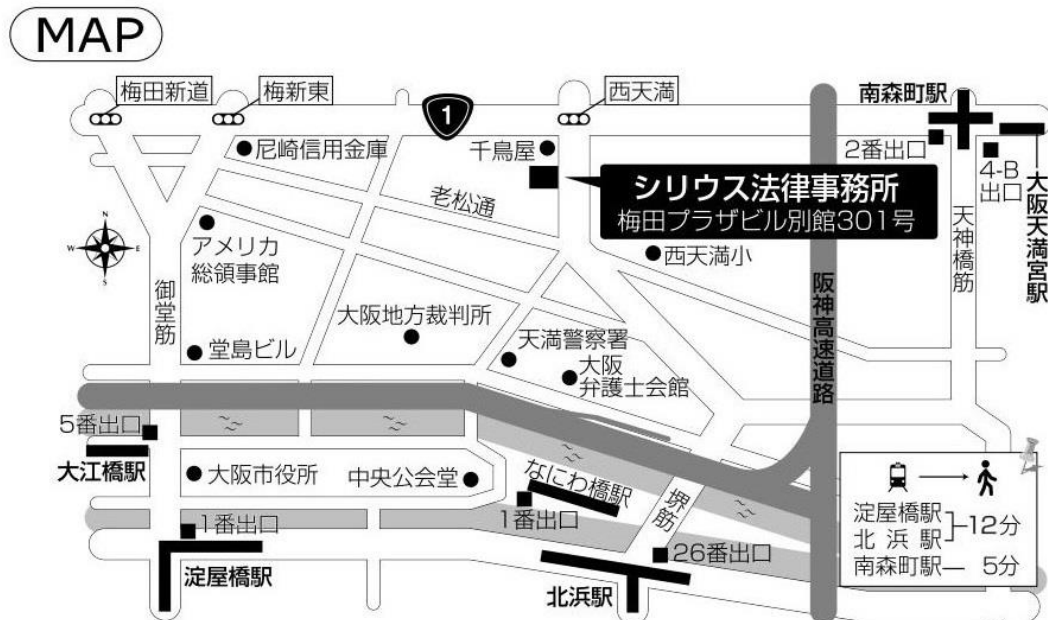 MAP
梅田新道
梅新東
1
西天満
南森町駅
尼崎信用金庫
千鳥屋
2番出口
4-B
出口
シリウス法律事務所
梅田プラザビル別館301号
老松通
大阪天満宮駅
天神橋筋
N
W
E
S
アメリカ
総領事館
西天満小
御堂筋
阪神高速道路
大阪地方裁判所
堂島ビル
天満警察署
大阪
弁護士会館
5番出口
大江橋駅
大阪市役所
中央公会堂
なにわ橋駅
堺筋
1番出口
1番出口
26番出口
淀屋橋駅
北浜駅
淀屋橋駅
北浜駅
12分
南森町駅― 5分